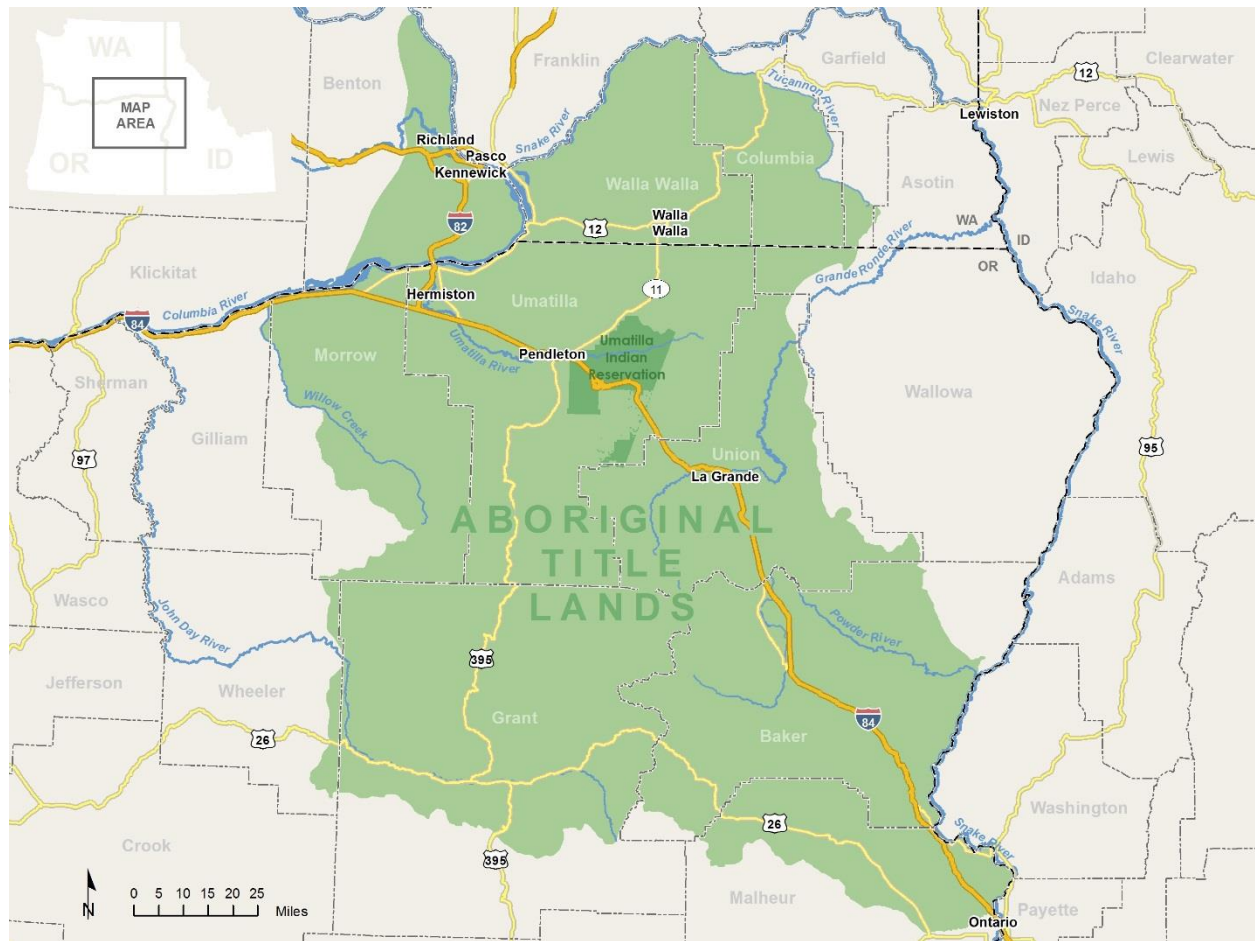 WA
MAP
AREA
OR
ID
Benton
Franklin
Garfield
Clearwater
12
Nez Perce
Lewiston
Tucannon River
Snake River
Richland
Pasco
Kennewick
Columbia
Lewis
Walla Walla
Asotin
Walla
Walla
82
12
WA
ID
OR
Klickitat
Grande Ronde River
Idaho
Hermiston
Umatilla
11
Columbia River
84
Snake River
Umatilla
Indian
Reservation
Morrow
Umatilla River
Pendleton
Sherman
Willow Creek
Wallowa
Gilliam
97
Union
95
La Grande
ABORIGINAL
TITLE
LANDS
Adams
Wasco
John Day River
Powder River
395
Jefferson
Wheeler
Grant
84
26
Baker
Washington
26
Snake River
Crook
395
N
0 5 10 15 20 25
Miles
Malheur
Payette
Ontario